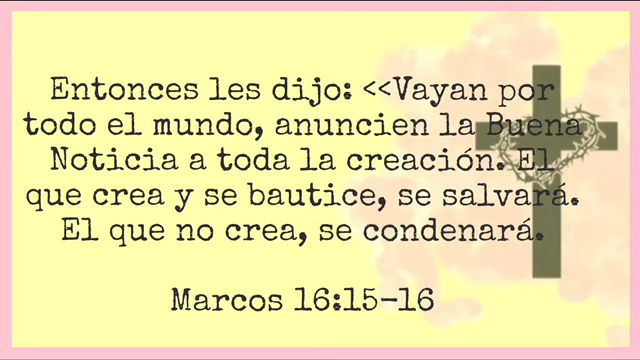 Entonces les dijo: <<Vayan por
todo el mundo, anuncien la Buena
Noticia a toda la creación. El
que crea y se bautice, se salvará.
El que no crea, se condenará.
Marcos 16:15-16